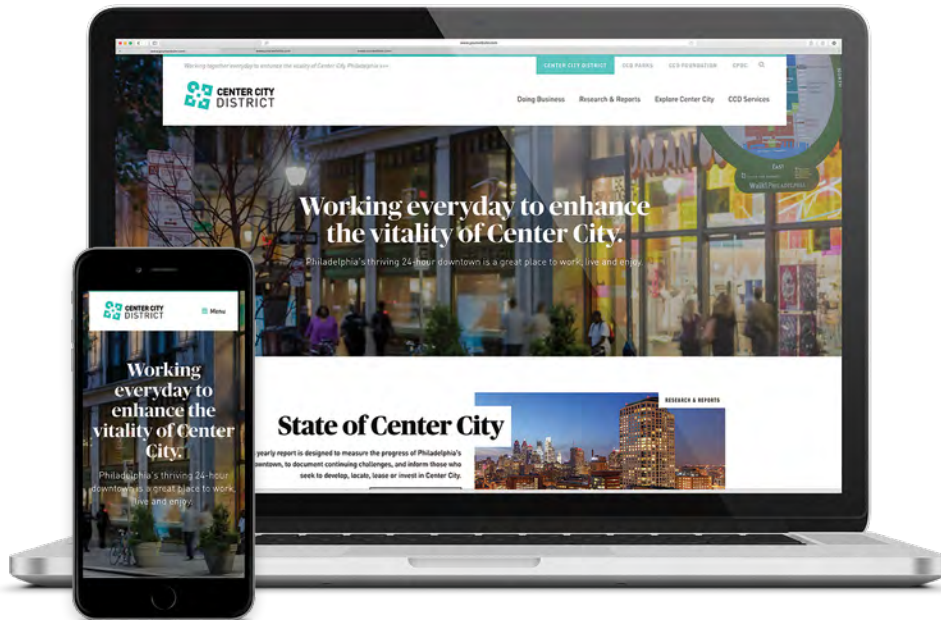 Working together everyday to enhance the vitality of Center City Philadelphia >>>
CENTER CITY DISTRICT CCD PARKS CCD FOUNDATION CPDC
CENTER CITY
DISTRICT
Doing Business Research & Reports Explore Center City CCD Services
EAST
Walk!Philadelphia
Working everyday to enhance
the vitality of Center City.
Philadelphia's thriving 24-hour downtown is a great place to work, live and enjoy.
RESEARCH & REPORTS
State of Center City
yearly report is designed to measure the progress of Philadelphia's
owntown, to document continuing challenges, and inform those who
seek to develop, locate, lease or invest in Center City.
CENTER CITY
DISTRICT
Menu
Working
everyday to
enhance the
vitality of Center
City.
Philadelphia's thriving 24-hour
downtown is a great place to work,
live and enjoy.